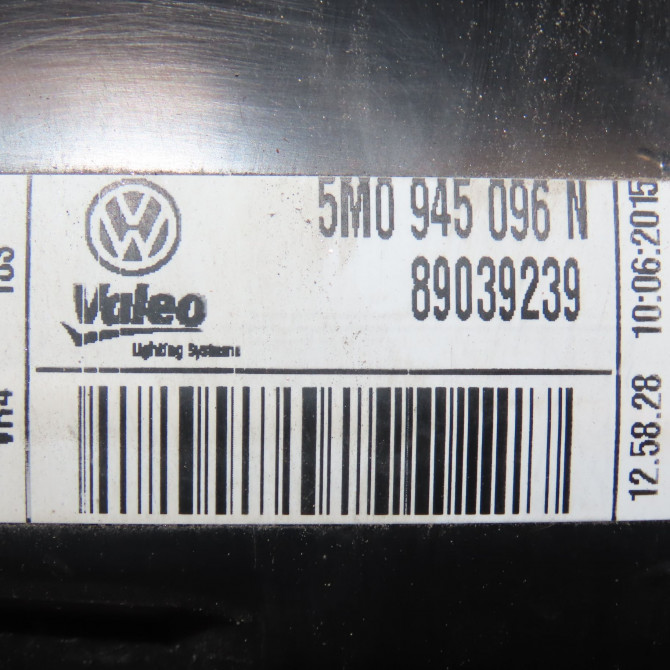 5M0 945 096 N
89039239
Valeo
Lighting Systems
12.58.28 10:06:2015